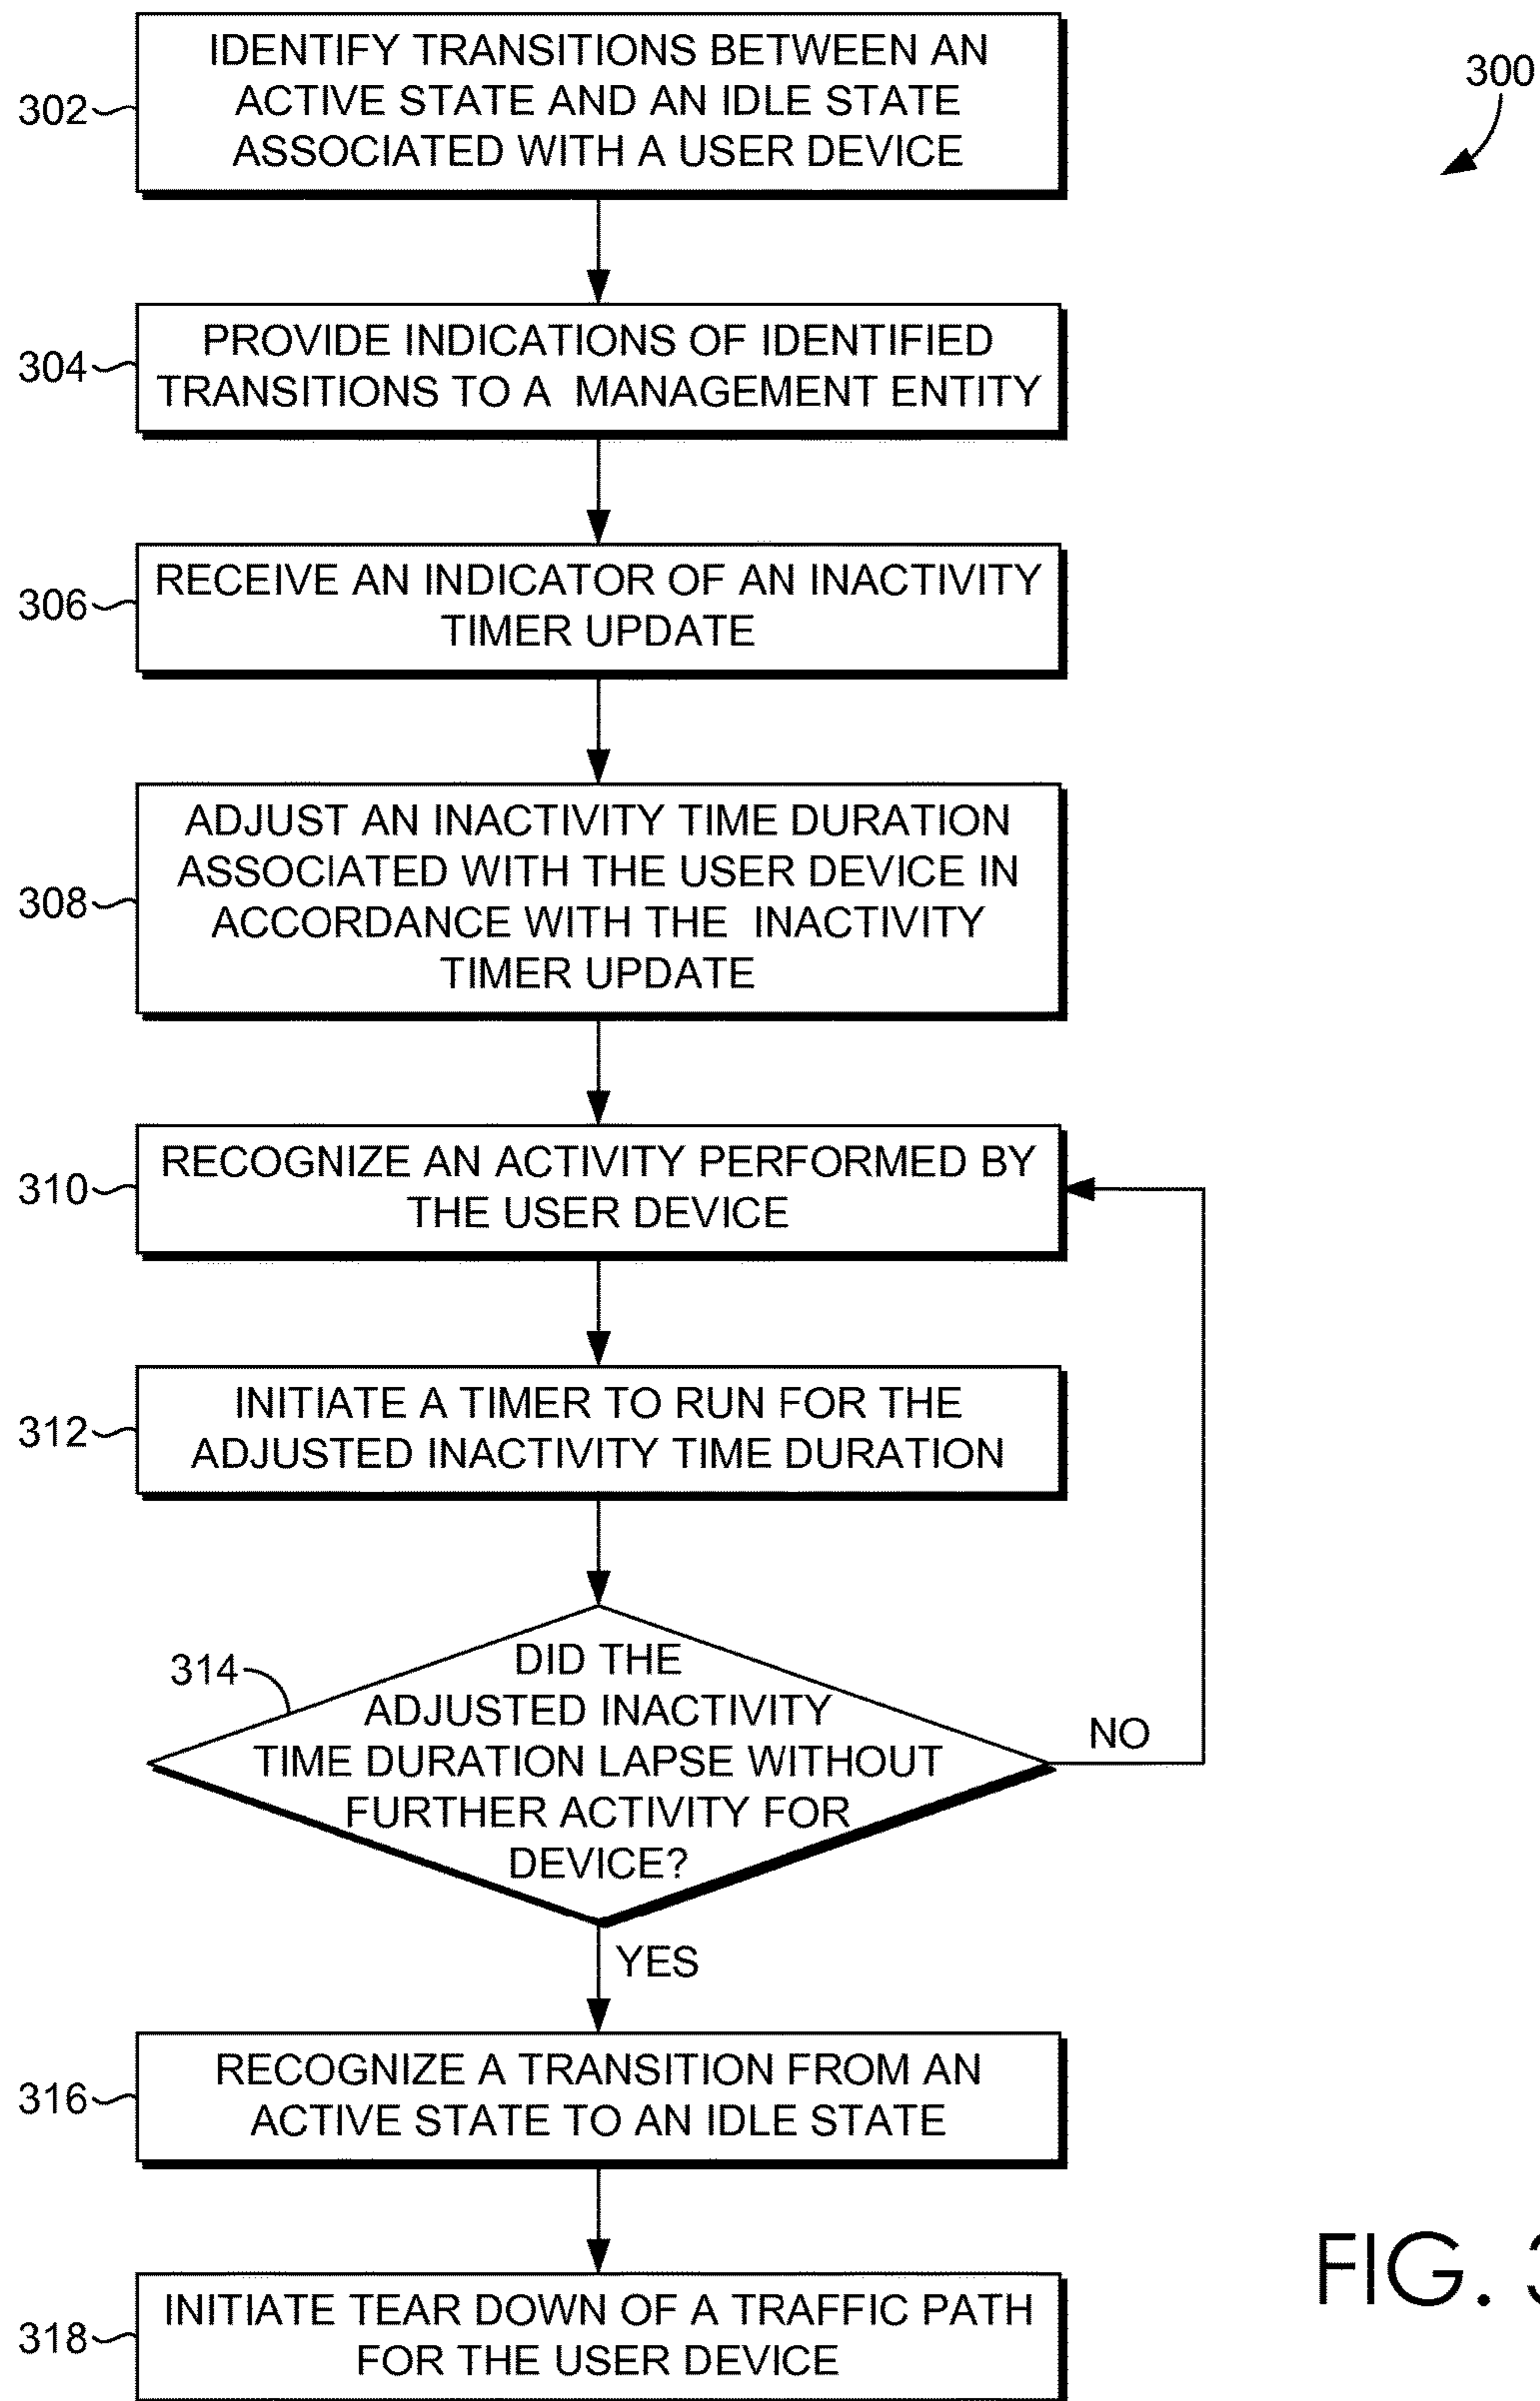 300
302
IDENTIFY TRANSITIONS BETWEEN AN
ACTIVE STATE AND AN IDLE STATE
ASSOCIATED WITH A USER DEVICE
304
PROVIDE INDICATIONS OF IDENTIFIED
TRANSITIONS TO A MANAGEMENT ENTITY
306
RECEIVE AN INDICATOR OF AN INACTIVITY
TIMER UPDATE
308
ADJUST AN INACTIVITY TIME DURATION
ASSOCIATED WITH THE USER DEVICE IN
ACCORDANCE WITH THE INACTIVITY
TIMER UPDATE
310
RECOGNIZE AN ACTIVITY PERFORMED BY
THE USER DEVICE
312
INITIATE A TIMER TO RUN FOR THE
ADJUSTED INACTIVITY TIME DURATION
314
DID THE
ADJUSTED INACTIVITY
TIME DURATION LAPSE WITHOUT
FURTHER ACTIVITY FOR
DEVICE?
NO
YES
316
RECOGNIZE A TRANSITION FROM AN
ACTIVE STATE TO AN IDLE STATE
318
INITIATE TEAR DOWN OF A TRAFFIC PATH
FOR THE USER DEVICE
FIG. 3